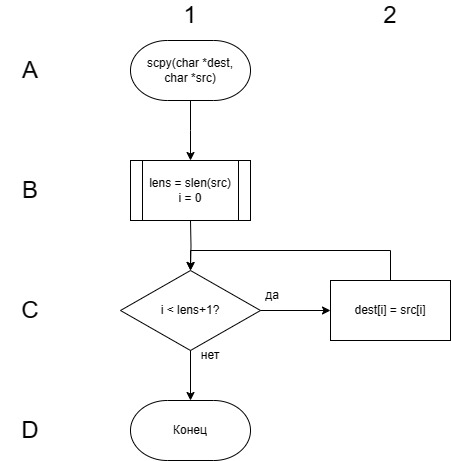 1 2
A
scpy(char *dest,
char *src)
B
lens = slen(src)
i = 0
C
i < lens+1?
да
dest[i] = src[i]
нет
D
Конец